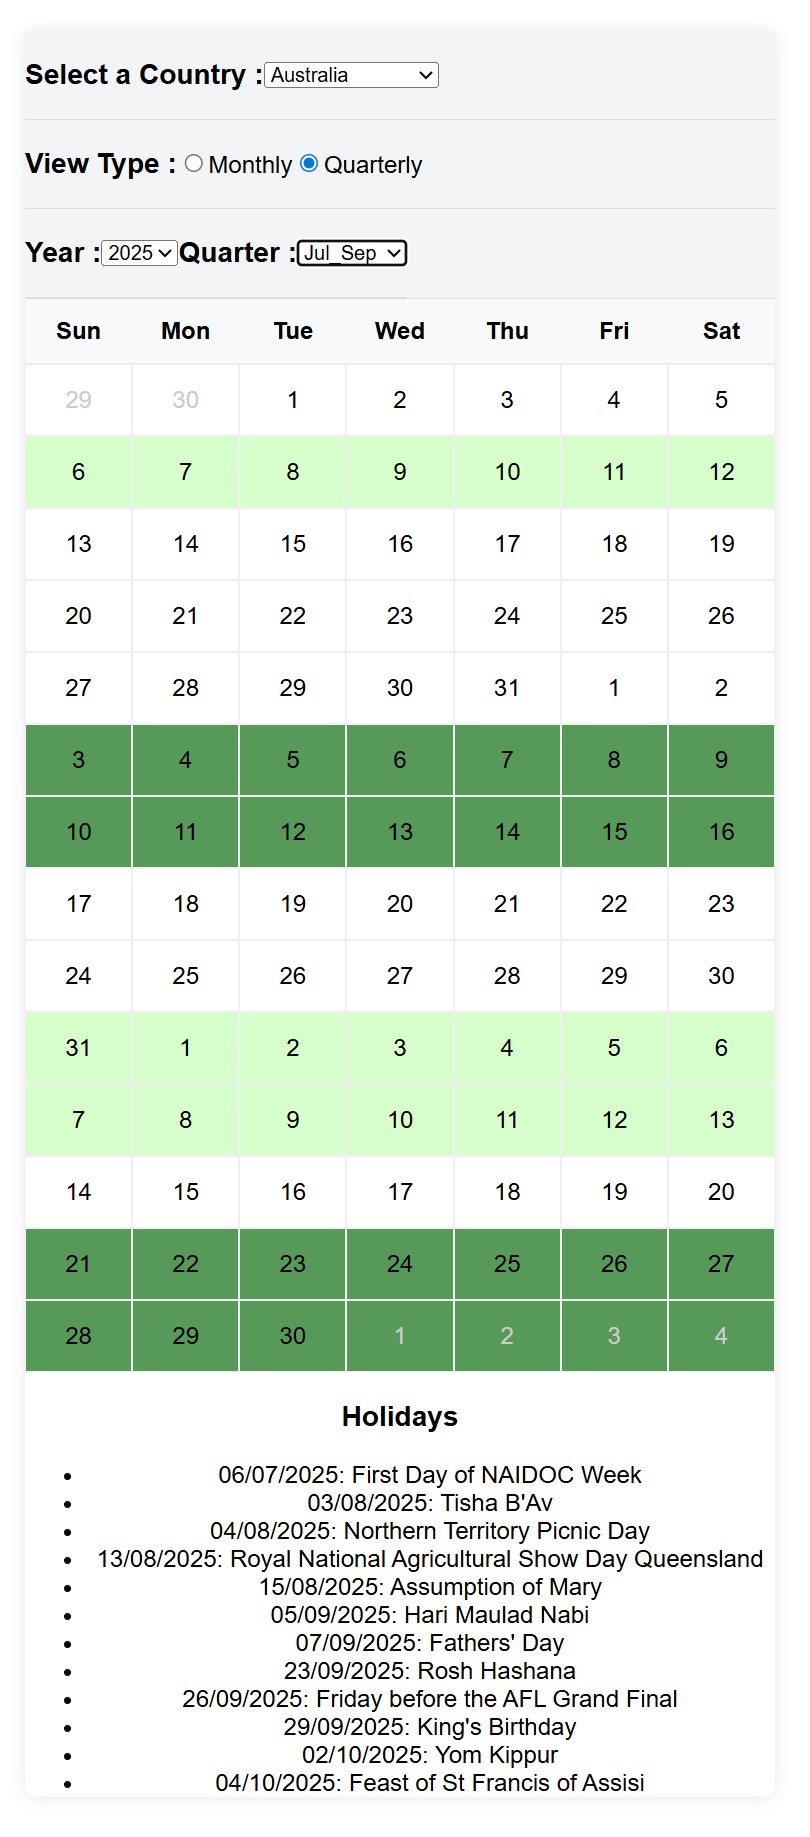 Select a Country : Australia
View Type : Monthly Quarterly
Year : 2025 Quarter : Jul_Sep
Sun Mon Tue Wed Thu Fri Sat
29 30 1 2 3 4 5
6 7 8 9 10 11 12
13 14 15 16 17 18 19
20 21 22 23 24 25 26
27 28 29 30 31 1 2
3 4 5 6 7 8 9
10 11 12 13 14 15 16
17 18 19 20 21 22 23
24 25 26 27 28 29 30
31 1 2 3 4 5 6
7 8 9 10 11 12 13
14 15 16 17 18 19 20
21 22 23 24 25 26 27
28 29 30 1 2 3 4
Holidays
• 06/07/2025: First Day of NAIDOC Week
• 03/08/2025: Tisha B'Av
• 04/08/2025: Northern Territory Picnic Day
• 13/08/2025: Royal National Agricultural Show Day Queensland
• 15/08/2025: Assumption of Mary
• 05/09/2025: Hari Maulad Nabi
• 07/09/2025: Fathers' Day
• 23/09/2025: Rosh Hashana
• 26/09/2025: Friday before the AFL Grand Final
• 29/09/2025: King's Birthday
• 02/10/2025: Yom Kippur
• 04/10/2025: Feast of St Francis of Assisi